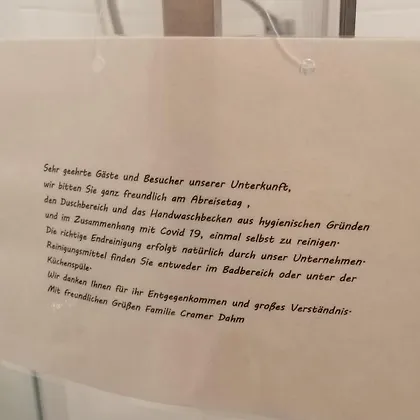 Sehr geehrte Gäste und Besucher unserer Unterkunft,
wir bitten Sie ganz freundlich am Abreisetag ,
den Duschbereich und das Handwaschbecken aus hygienischen Gründen
und im Zusammenhang mit Covid 19, einmal selbst zu reinigen.
Die richtige Endreinigung erfolgt natürlich durch unser Unternehmen.
Reinigungsmittel finden Sie entweder im Badbereich oder unter der
Küchenspüle.
Wir danken Ihnen für ihr Entgegenkommen und großes Verständnis.
Mit freundlichen Grüßen Familie Cramer Dahm